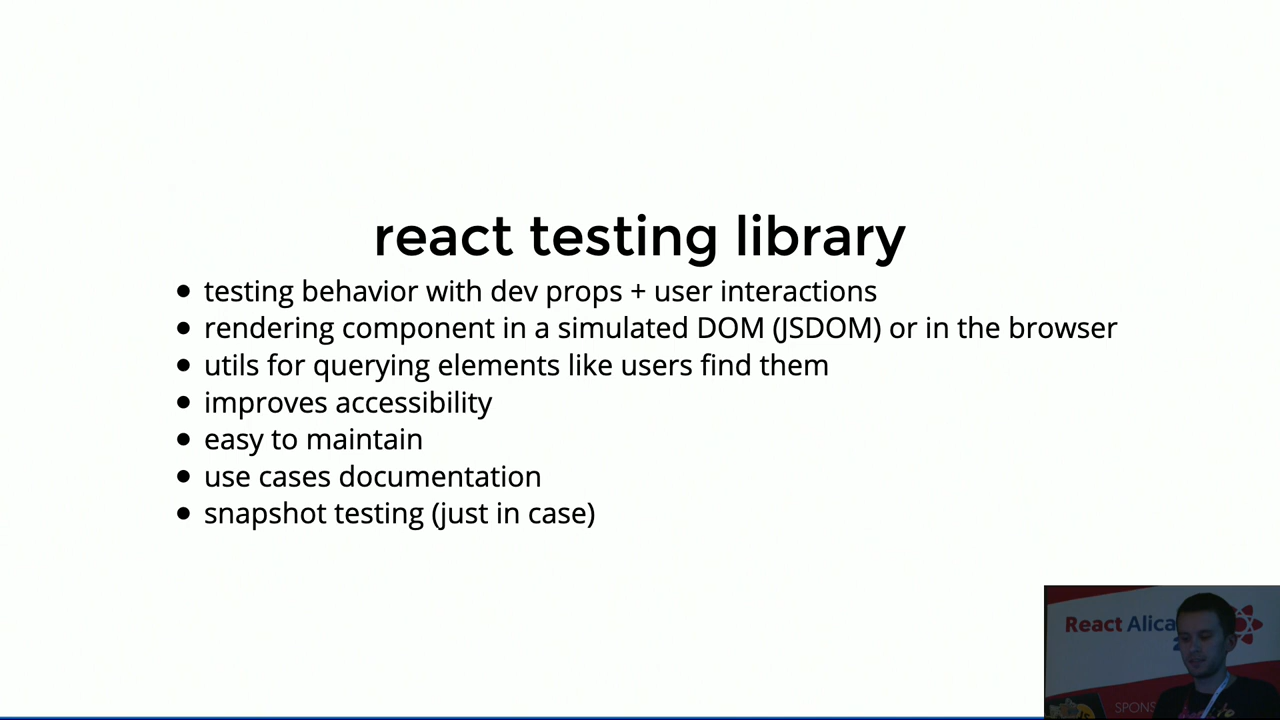 react testing library
testing behavior with dev props + user interactions
rendering component in a simulated DOM (JSDOM) or in the browser
utils for querying elements like users find them
improves accessibility
easy to maintain
use cases documentation
snapshot testing (just in case)
React Alica
SPONS